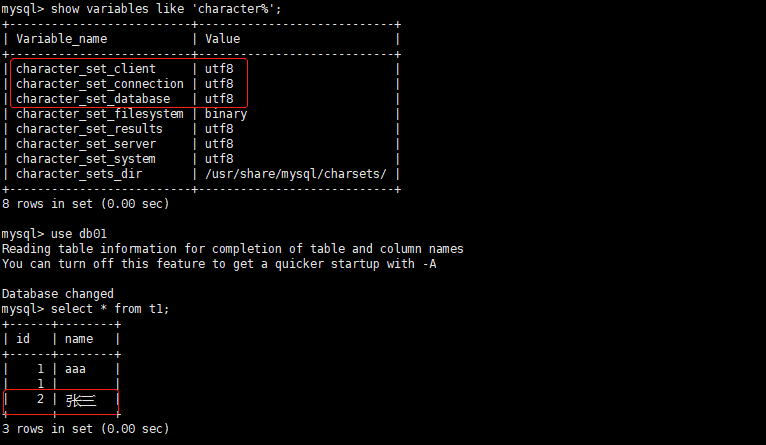 mysql> show variables like 'character%';
+--------------------------+----------------------------+
| Variable_name            | Value                      |
+--------------------------+----------------------------+
| character_set_client     | utf8                       |
| character_set_connection | utf8                       |
| character_set_database   | utf8                       |
| character_set_filesystem | binary                     |
| character_set_results    | utf8                       |
| character_set_server     | utf8                       |
| character_set_system     | utf8                       |
| character_sets_dir       | /usr/share/mysql/charsets/ |
+--------------------------+----------------------------+
8 rows in set (0.00 sec)
mysql> use db01
Reading table information for completion of table and column names
You can turn off this feature to get a quicker startup with -A
Database changed
mysql> select * from t1;
+------+--------+
| id   | name   |
+------+--------+
|    1 | aaa    |
|    1 |        |
|    2 | 张三   |
+------+--------+
3 rows in set (0.00 sec)